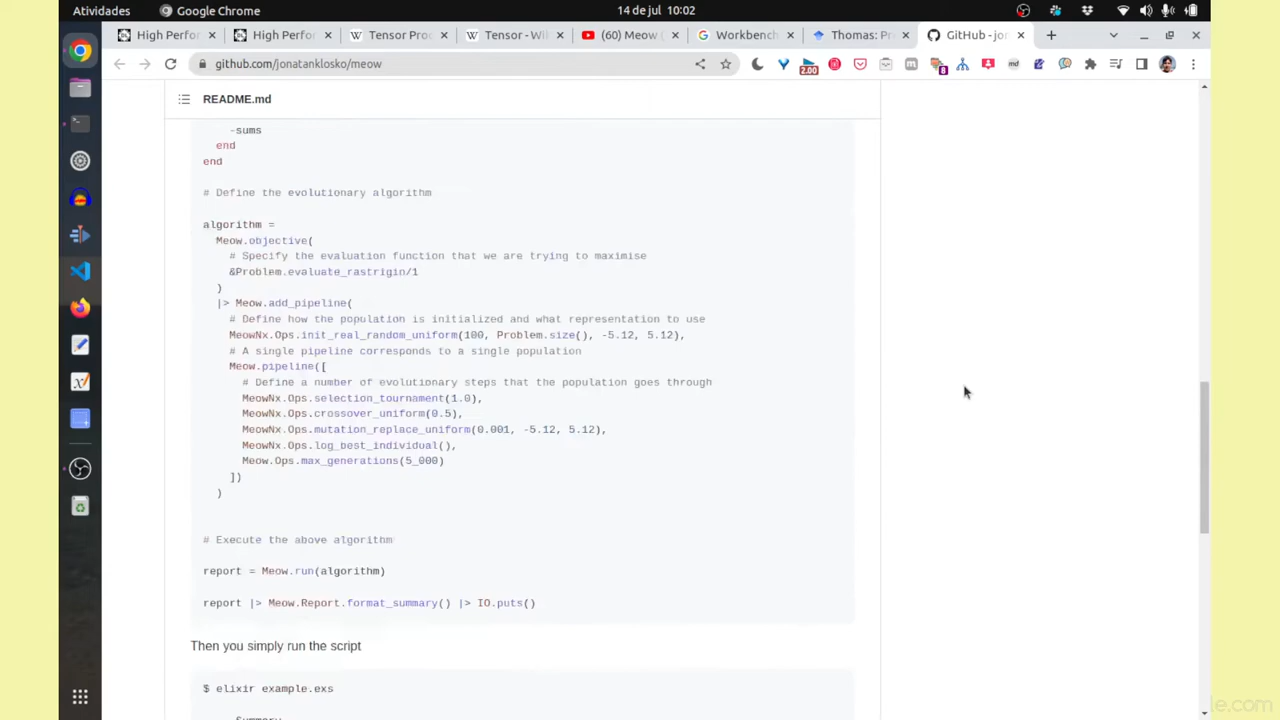 Atividades
Google Chrome
14 de jul 10:02
High Perfor
High Perfor
Tensor Pro
Tensor - Wi
(60) Meow (
Workbench
Thomas: Pr
GitHub - jon
github.com/jonatanklosko/meow
2.00
8
README.md
-sums
end
end
# Define the evolutionary algorithm
algorithm =
Meow.objective(
# Specify the evaluation function that we are trying to maximise
&Problem.evaluate_rastrigin/1
)
|> Meow.add_pipeline(
# Define how the population is initialized and what representation to use
MeowNx.Ops.init_real_random_uniform(100, Problem.size(), -5.12, 5.12),
# A single pipeline corresponds to a single population
Meow.pipeline([
# Define a number of evolutionary steps that the population goes through
MeowNx.Ops.selection_tournament(1.0),
MeowNx.Ops.crossover_uniform(0.5),
MeowNx.Ops.mutation_replace_uniform(0.001, -5.12, 5.12),
MeowNx.Ops.log_best_individual(),
Meow.Ops.max_generations(5_000)
])
)
# Execute the above algorithm
report = Meow.run(algorithm)
report |> Meow.Report.format_summary() |> IO.puts()
Then you simply run the script
$ elixir example.exs
Summary